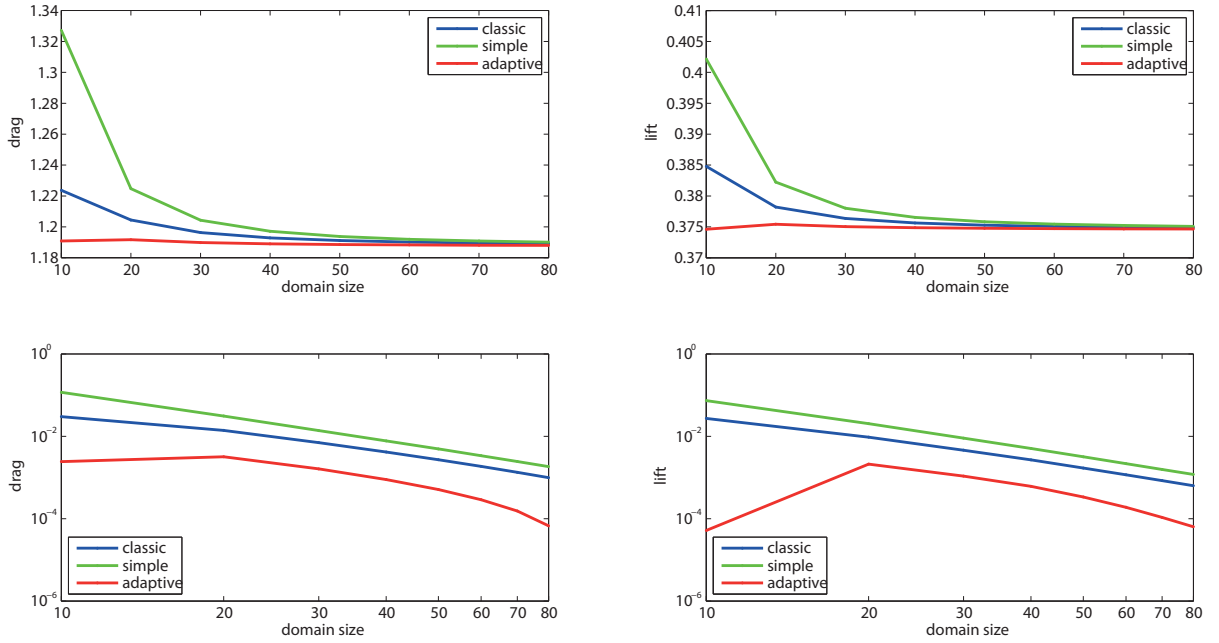 1.34
1.32
1.3
1.28
1.26
1.24
1.22
1.2
1.18
drag
10 20 30 40 50 60 70 80
domain size
classic
simple
adaptive
0.41
0.405
0.4
0.395
0.39
0.385
0.38
0.375
0.37
lift
10 20 30 40 50 60 70 80
domain size
classic
simple
adaptive
10^0
10^-2
10^-4
10^-6
drag
10 20 30 40 50 60 70 80
domain size
classic
simple
adaptive
10^0
10^-2
10^-4
10^-6
lift
10 20 30 40 50 60 70 80
domain size
classic
simple
adaptive